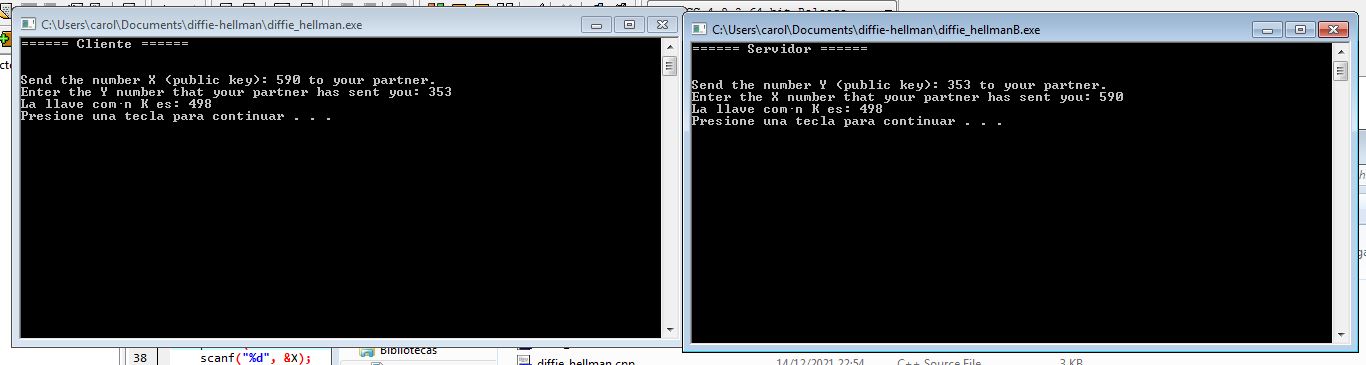 C:\Users\carol\Documents\diffie-hellman\diffie_hellman.exe
====== Cliente ======
Send the number X (public key): 590 to your partner.
Enter the Y number that your partner has sent you: 353
La llave com·n K es: 498
Presione una tecla para continuar . . .
C:\Users\carol\Documents\diffie-hellman\diffie_hellmanB.exe
====== Servidor ======
Send the number Y (public key): 353 to your partner.
Enter the X number that your partner has sent you: 590
La llave com·n K es: 498
Presione una tecla para continuar . . .
38 scanf("%d", &X);
Bibliotecas
diffie_hellman.cpp 14/12/2021 22:54 C++ Source File 3 KB